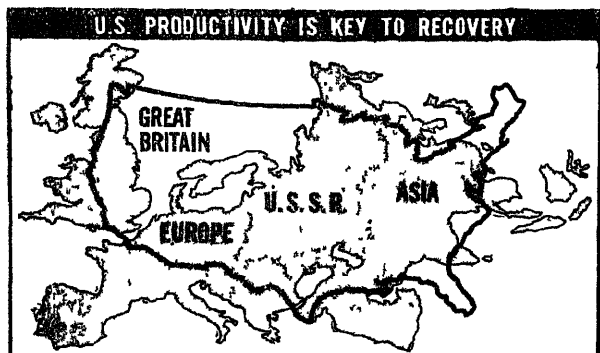 U.S. PRODUCTIVITY IS KEY TO RECOVERY
GREAT
BRITAIN
U.S.S.R.
ASIA
EUROPE